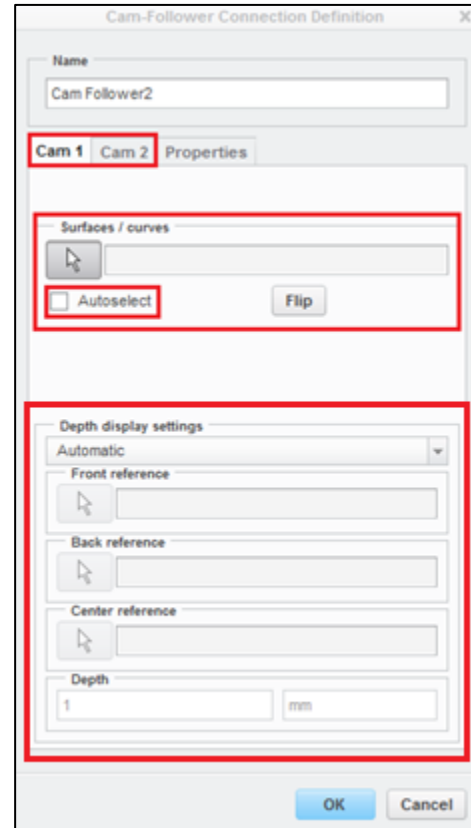 Cam-Follower Connection Definition X
Name
Cam Follower2
Cam 1 Cam 2 Properties
Surfaces / curves
Autoselect Flip
Depth display settings
Automatic
Front reference
Back reference
Center reference
Depth
1 mm
OK Cancel